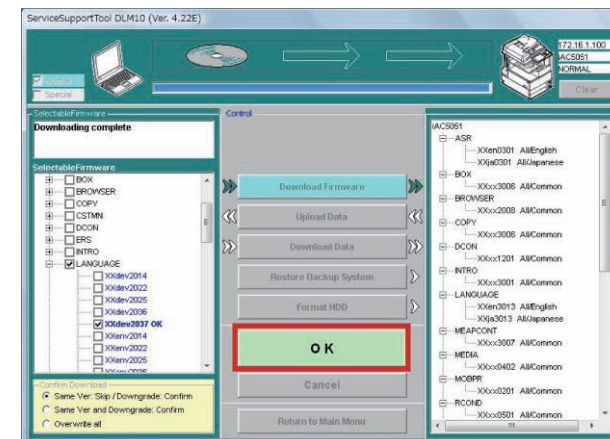 ServiceSupportTool DLM10 (Ver. 4.22E)
172.16.1.100
iAC5051
NORMAL
Clear
Special
SelectableFirmware
Downloading complete
SelectableFirmware
BOX
BROWSER
COPY
CSTMN
DCON
ERS
INTRO
LANGUAGE
XXdev2014
XXdev2022
XXdev2025
XXdev2036
XXdev2037 OK
XXenv2014
XXenv2022
XXenv2025
Confirm Download
Same Ver: Skip / Downgrade: Confirm
Same Ver and Downgrade: Confirm
Overwrite all
Control
Download Firmware
Upload Data
Download Data
Restore Backup System
Format HDD
OK
Cancel
Return to Main Menu
iAC5051
ASR
XXen0301 All/English
XXja0301 All/Japanese
BOX
XXxx3006 All/Common
BROWSER
XXxx2008 All/Common
COPY
XXxx3006 All/Common
DCON
XXxx1201 All/Common
INTRO
XXxx3001 All/Common
LANGUAGE
XXen3013 All/English
XXja3013 All/Japanese
MEAPCONT
XXxx3007 All/Common
MEDIA
XXxx0402 All/Common
MOBPR
XXxx0201 All/Common
RCOND
XXxx0501 All/Common